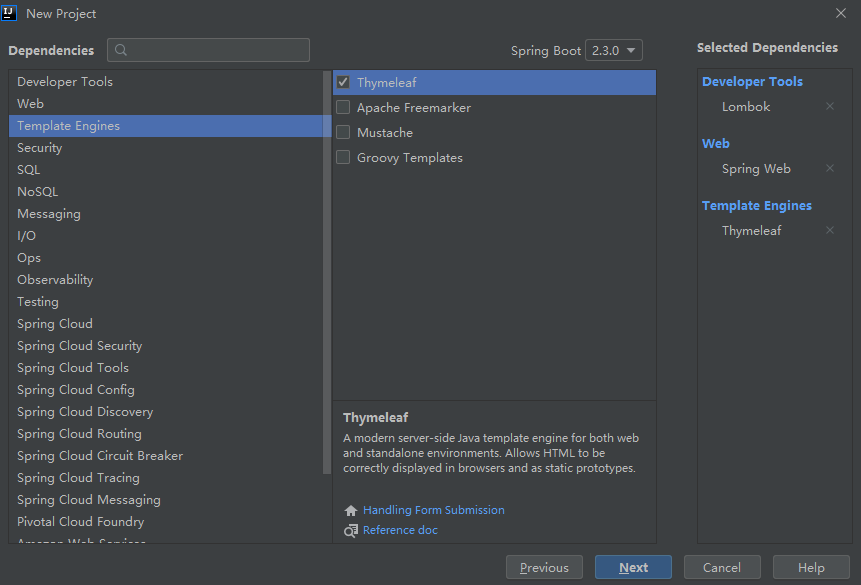 New Project
Dependencies
Spring Boot 2.3.0
Selected Dependencies
Developer Tools
Web
Template Engines
Security
SQL
NoSQL
Messaging
I/O
Ops
Observability
Testing
Spring Cloud
Spring Cloud Security
Spring Cloud Tools
Spring Cloud Config
Spring Cloud Discovery
Spring Cloud Routing
Spring Cloud Circuit Breaker
Spring Cloud Tracing
Spring Cloud Messaging
Pivotal Cloud Foundry
Amazon Web Services
Thymeleaf
Apache Freemarker
Mustache
Groovy Templates
Thymeleaf
A modern server-side Java template engine for both web
and standalone environments. Allows HTML to be
correctly displayed in browsers and as static prototypes.
Handling Form Submission
Reference doc
Developer Tools
Lombok
Web
Spring Web
Template Engines
Thymeleaf
Previous
Next
Cancel
Help